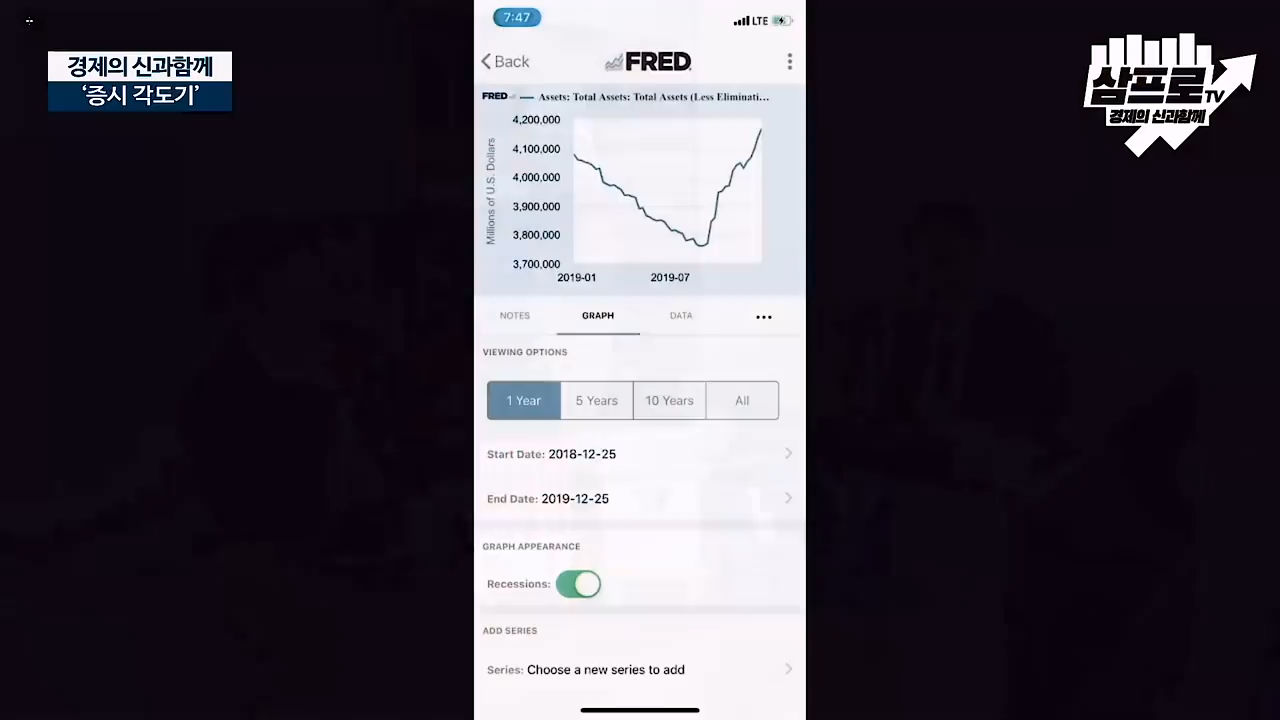 경제의 신과함께
‘증시 각도기’
삼프로TV
경제의 신과함께
7:47
LTE
Back
FRED
FRED — Assets: Total Assets: Total Assets (Less Eliminati...
Millions of U.S. Dollars
4,200,000
4,100,000
4,000,000
3,900,000
3,800,000
3,700,000
2019-01 2019-07
NOTES GRAPH DATA ...
VIEWING OPTIONS
1 Year 5 Years 10 Years All
Start Date: 2018-12-25
End Date: 2019-12-25
GRAPH APPEARANCE
Recessions:
ADD SERIES
Series: Choose a new series to add